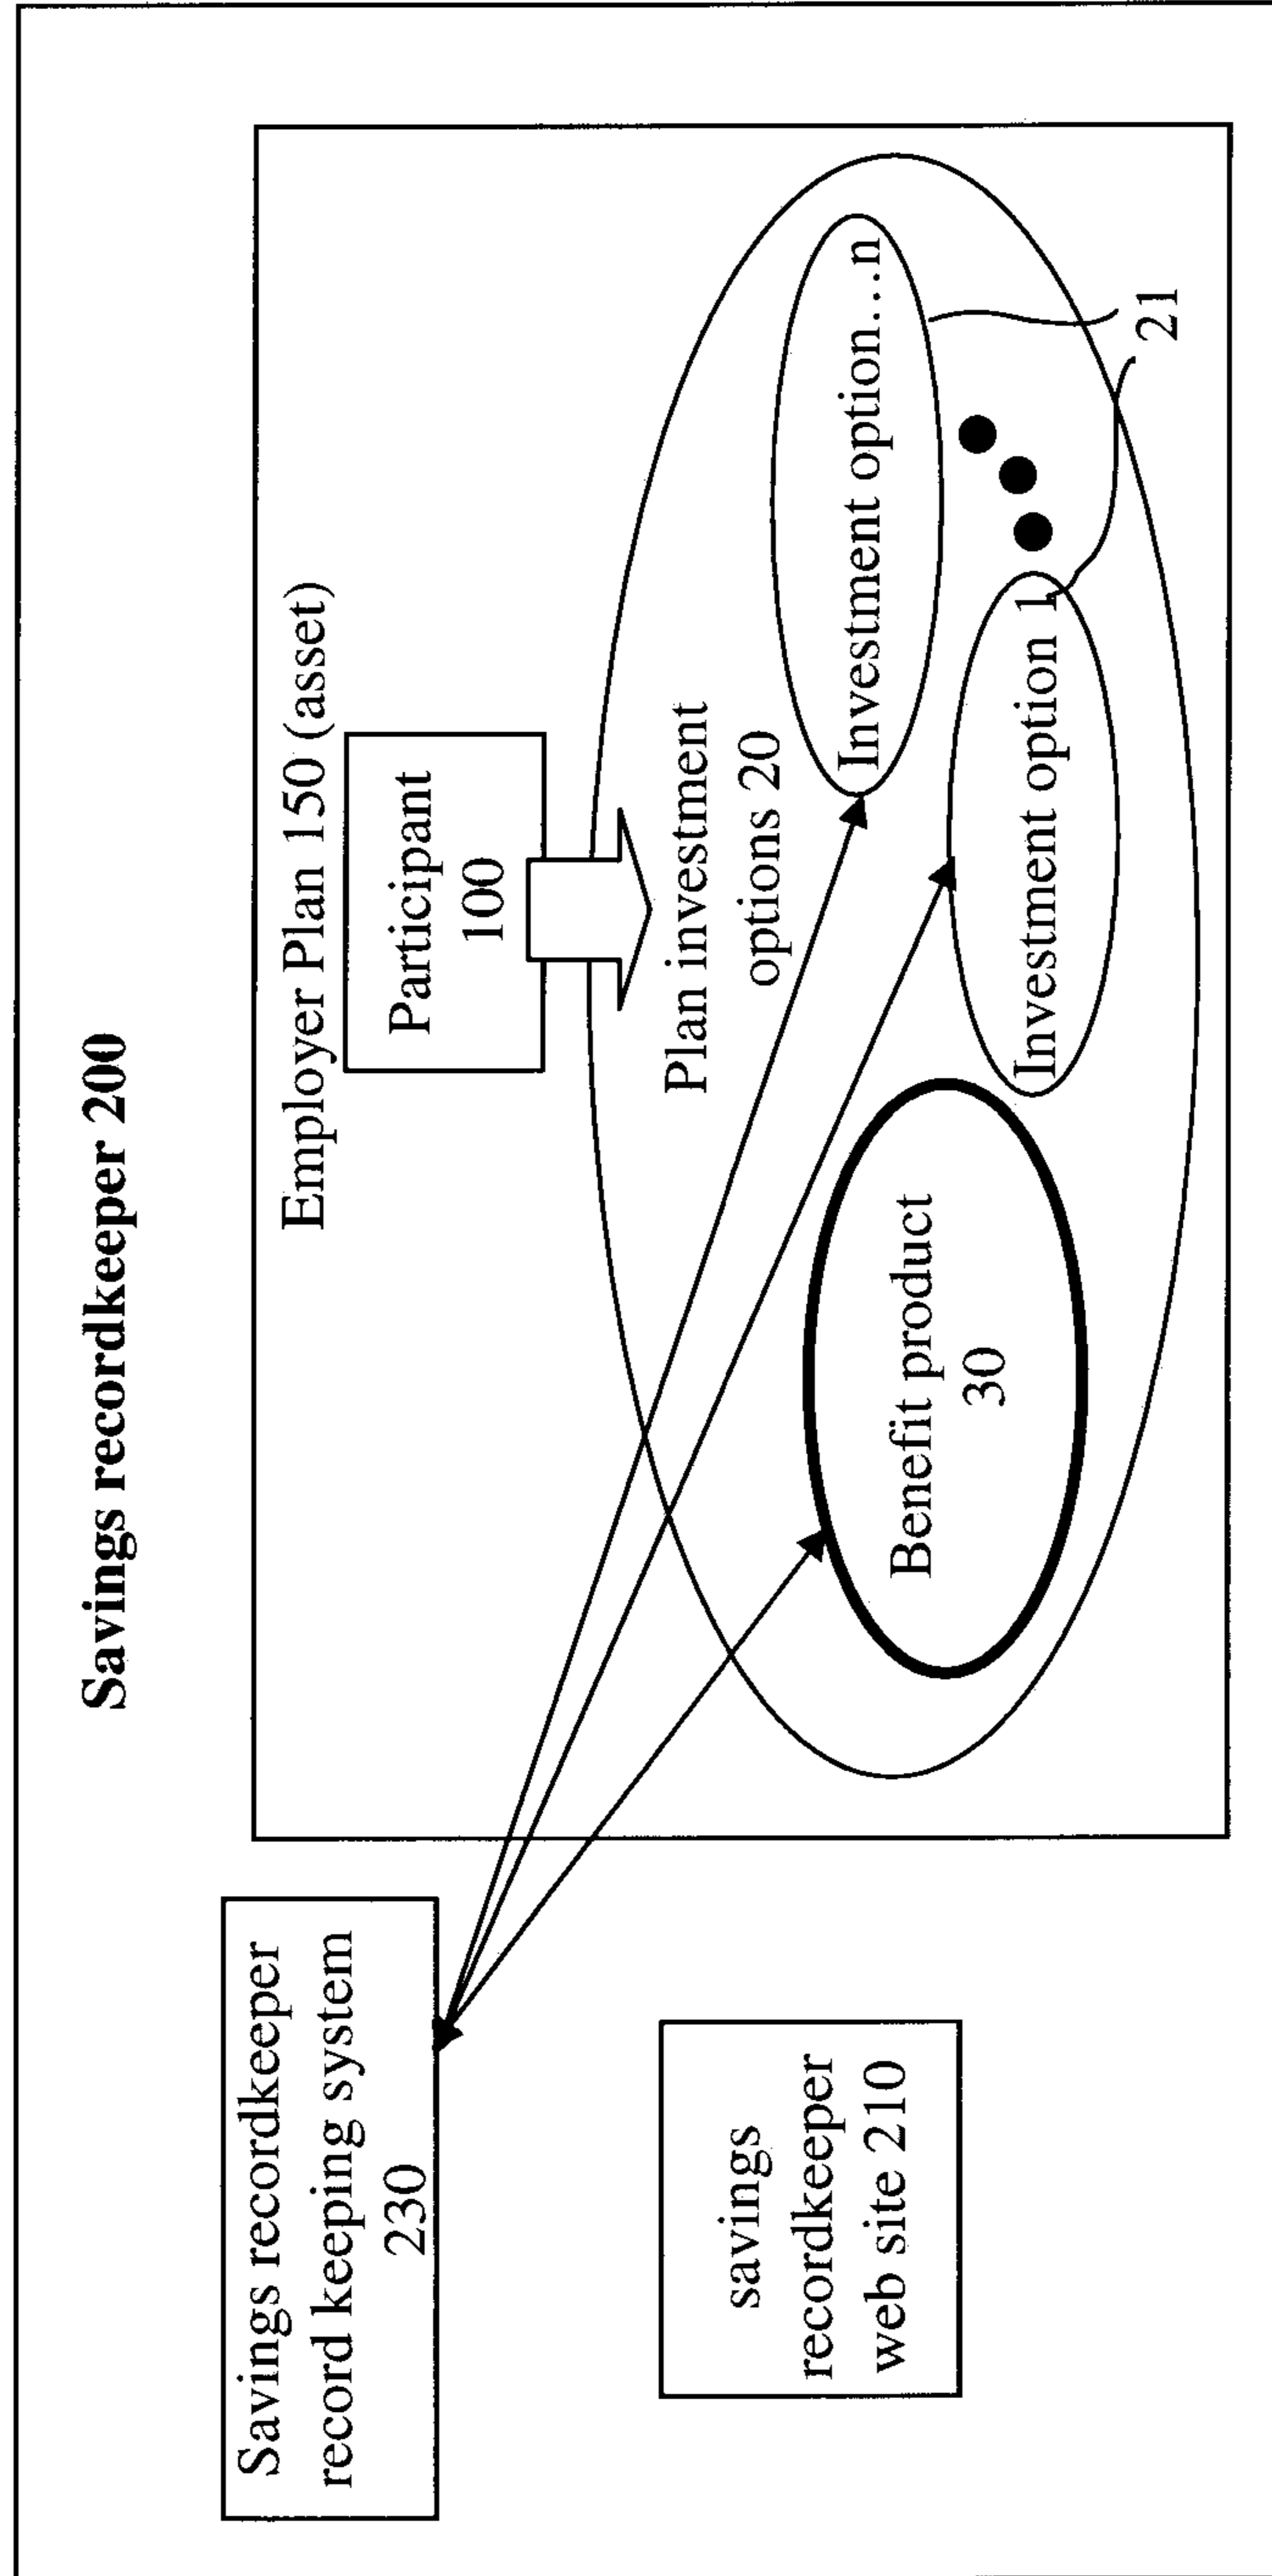 Savings recordkeeper 200
Savings recordkeeper
record keeping system
230
savings
recordkeeper
web site 210
Employer Plan 150 (asset)
Participant
100
Plan investment
options 20
Benefit product
30
Investment option 1
Investment option…n
21